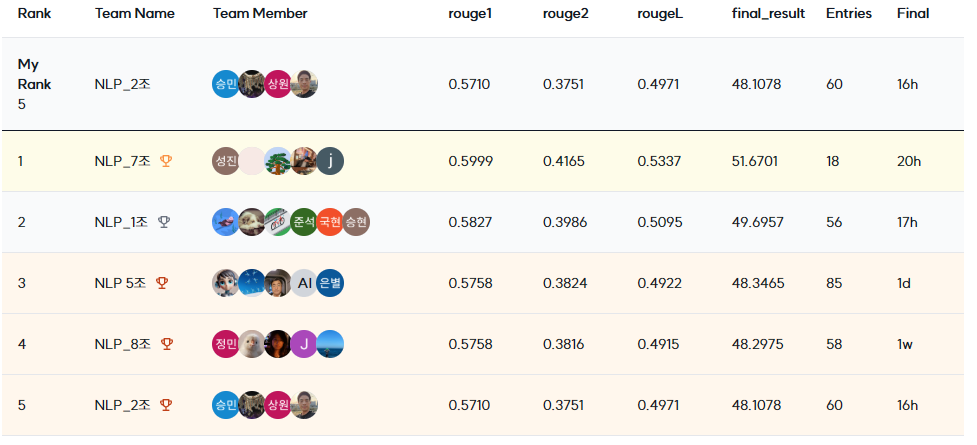 Rank Team Name Team Member rouge1 rouge2 rougeL final_result Entries Final
My Rank 5 NLP_2조 승민 상원 0.5710 0.3751 0.4971 48.1078 60 16h
1 NLP_7조 성진 j 0.5999 0.4165 0.5337 51.6701 18 20h
2 NLP_1조 준석 국현 승현 0.5827 0.3986 0.5095 49.6957 56 17h
3 NLP 5조 AI 은별 0.5758 0.3824 0.4922 48.3465 85 1d
4 NLP_8조 정민 J 0.5758 0.3816 0.4915 48.2975 58 1w
5 NLP_2조 승민 상원 0.5710 0.3751 0.4971 48.1078 60 16h